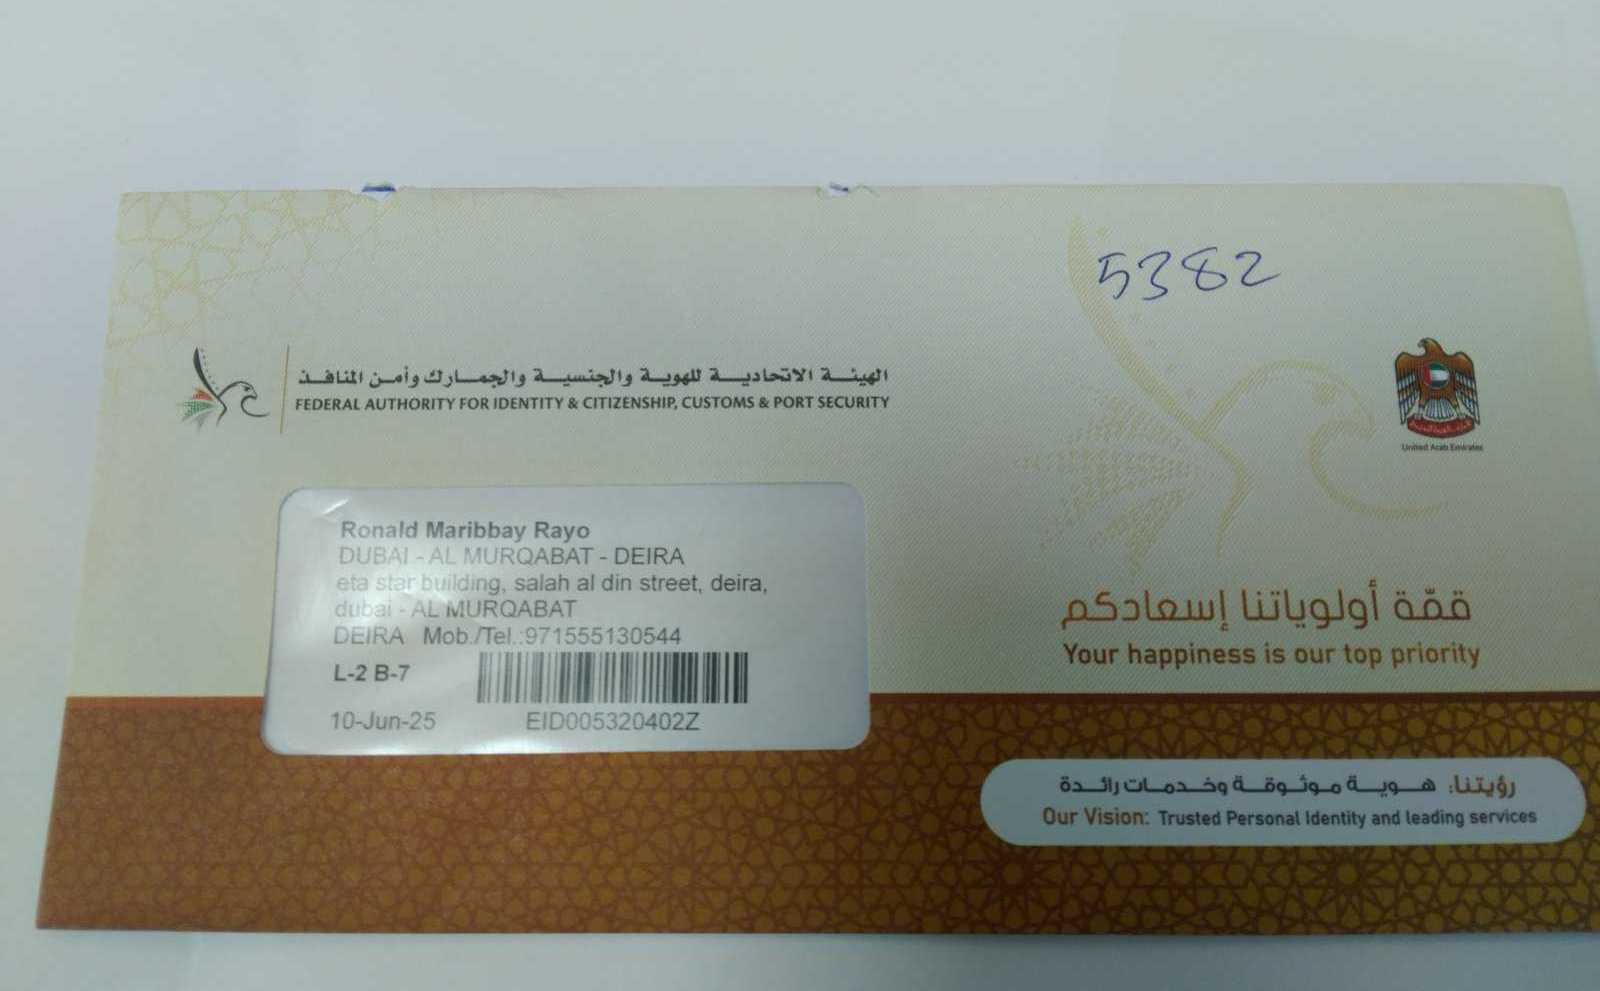 5382
الهيئة الاتحادية للهوية والجنسية والجمارك وأمن المنافذ
FEDERAL AUTHORITY FOR IDENTITY & CITIZENSHIP, CUSTOMS & PORT SECURITY
United Arab Emirates
Ronald Maribbay Rayo
DUBAI - AL MURQABAT - DEIRA
eta star building, salah al din street, deira,
dubai - AL MURQABAT
DEIRA Mob./Tel.:971555130544
L-2 B-7
10-Jun-25 EID005320402Z
قمّة أولوياتنا إسعادكم
Your happiness is our top priority
رؤيتنا: هوية موثوقة وخدمات رائدة
Our Vision: Trusted Personal Identity and leading services